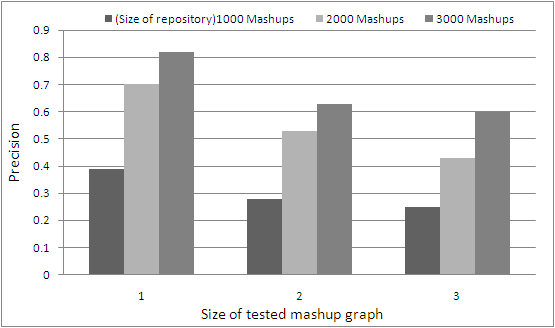 (Size of repository)1000 Mashups 2000 Mashups 3000 Mashups
0.9
0.8
0.7
0.6
0.5
0.4
0.3
0.2
0.1
0
Precision
1 2 3
Size of tested mashup graph